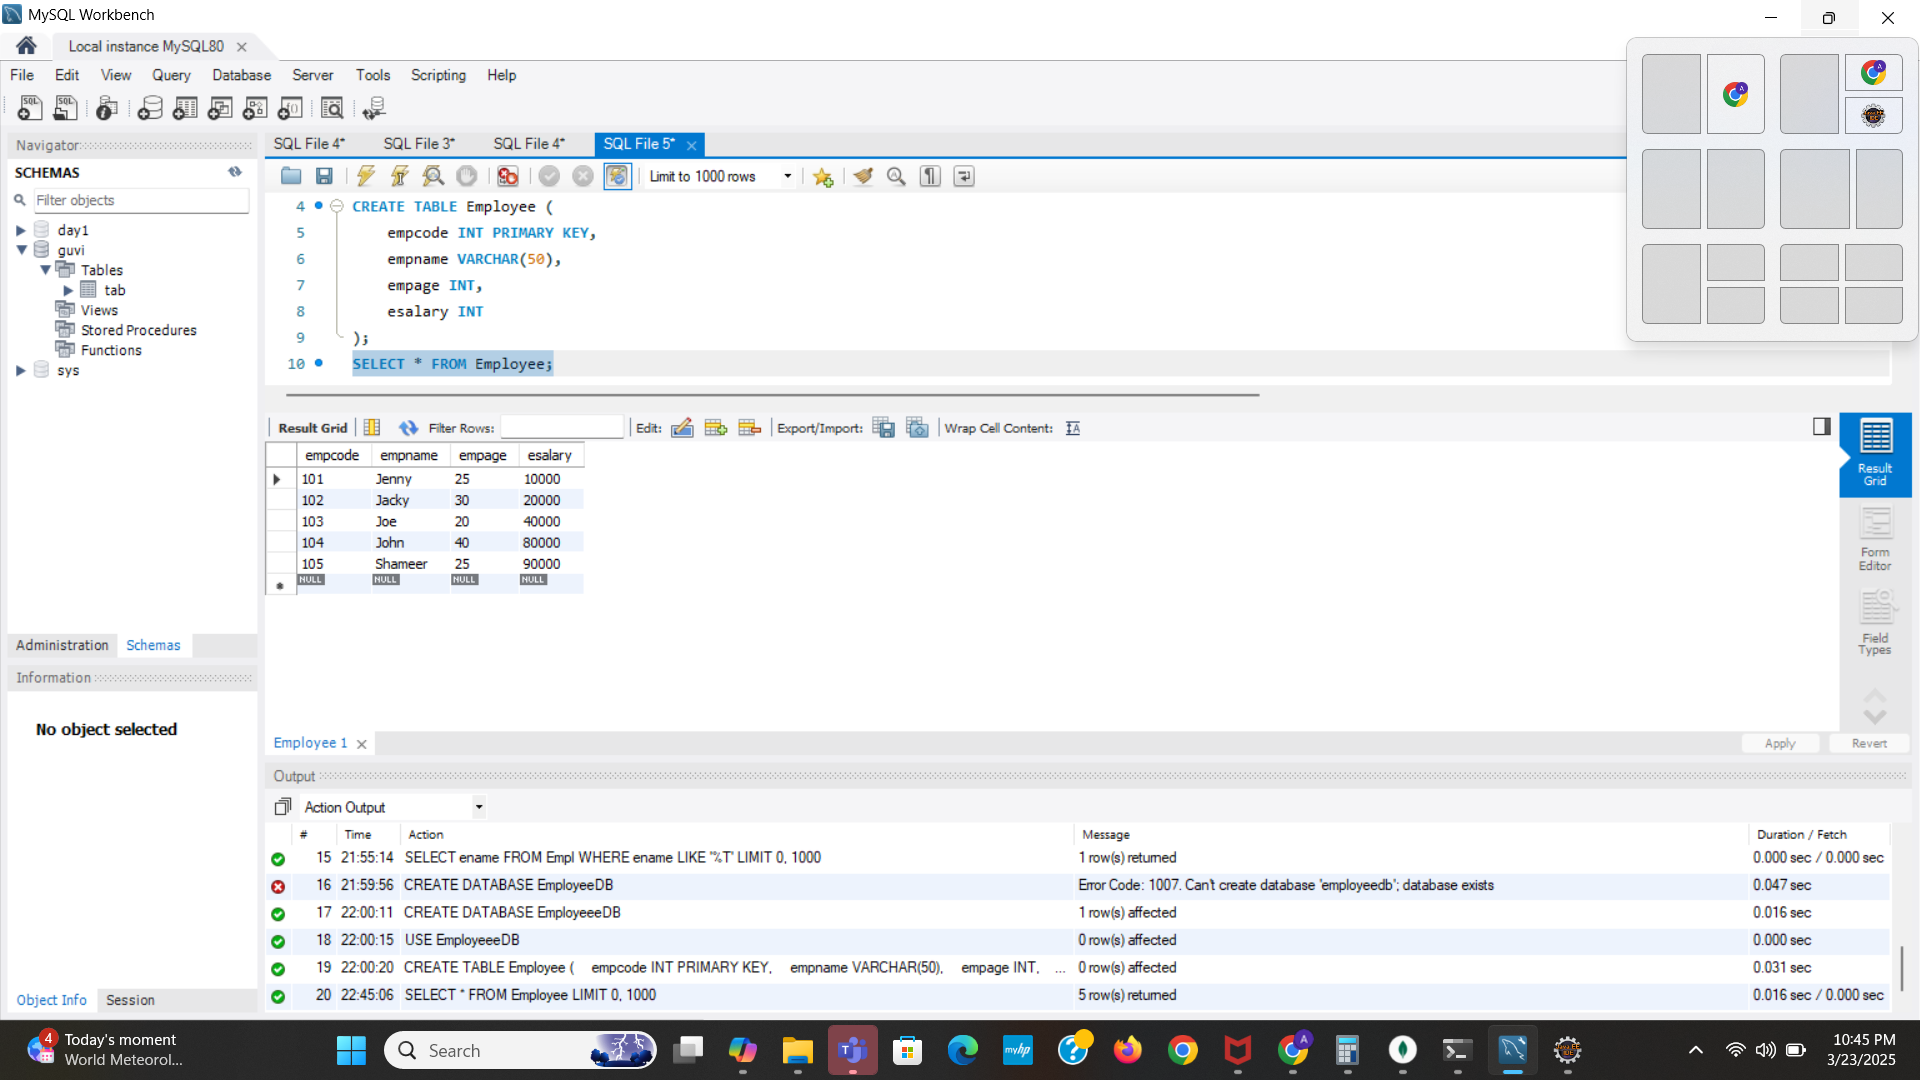 MySQL Workbench
Local instance MySQL80
File Edit View Query Database Server Tools Scripting Help
Navigator
SCHEMAS
Filter objects
day1
guvi
Tables
tab
Views
Stored Procedures
Functions
sys
Administration Schemas
Information
No object selected
Object Info Session
SQL File 4* SQL File 3* SQL File 4* SQL File 5*
Limit to 1000 rows
4 CREATE TABLE Employee (
5 empcode INT PRIMARY KEY,
6 empname VARCHAR(50),
7 empage INT,
8 esalary INT
9 );
10 SELECT * FROM Employee;
Result Grid Filter Rows: Edit: Export/Import: Wrap Cell Content:
empcode empname empage esalary
101 Jenny 25 10000
102 Jacky 30 20000
103 Joe 20 40000
104 John 40 80000
105 Shameer 25 90000
NULL NULL NULL NULL
Result
Grid
Form
Editor
Field
Types
Employee 1
Apply Revert
Output
Action Output
# Time Action Message Duration / Fetch
15 21:55:14 SELECT ename FROM Empl WHERE ename LIKE "%T" LIMIT 0, 1000 1 row(s) returned 0.000 sec / 0.000 sec
16 21:59:56 CREATE DATABASE EmployeeDB Error Code: 1007. Can't create database 'employeedb'; database exists 0.047 sec
17 22:00:11 CREATE DATABASE EmployeeeDB 1 row(s) affected 0.016 sec
18 22:00:15 USE EmployeeeDB 0 row(s) affected 0.000 sec
19 22:00:20 CREATE TABLE Employee ( empcode INT PRIMARY KEY, empname VARCHAR(50), empage INT, ... 0 row(s) affected 0.031 sec
20 22:45:06 SELECT * FROM Employee LIMIT 0, 1000 5 row(s) returned 0.016 sec / 0.000 sec
4
Today's moment
World Meteorol...
Search
myhp
10:45 PM
3/23/2025